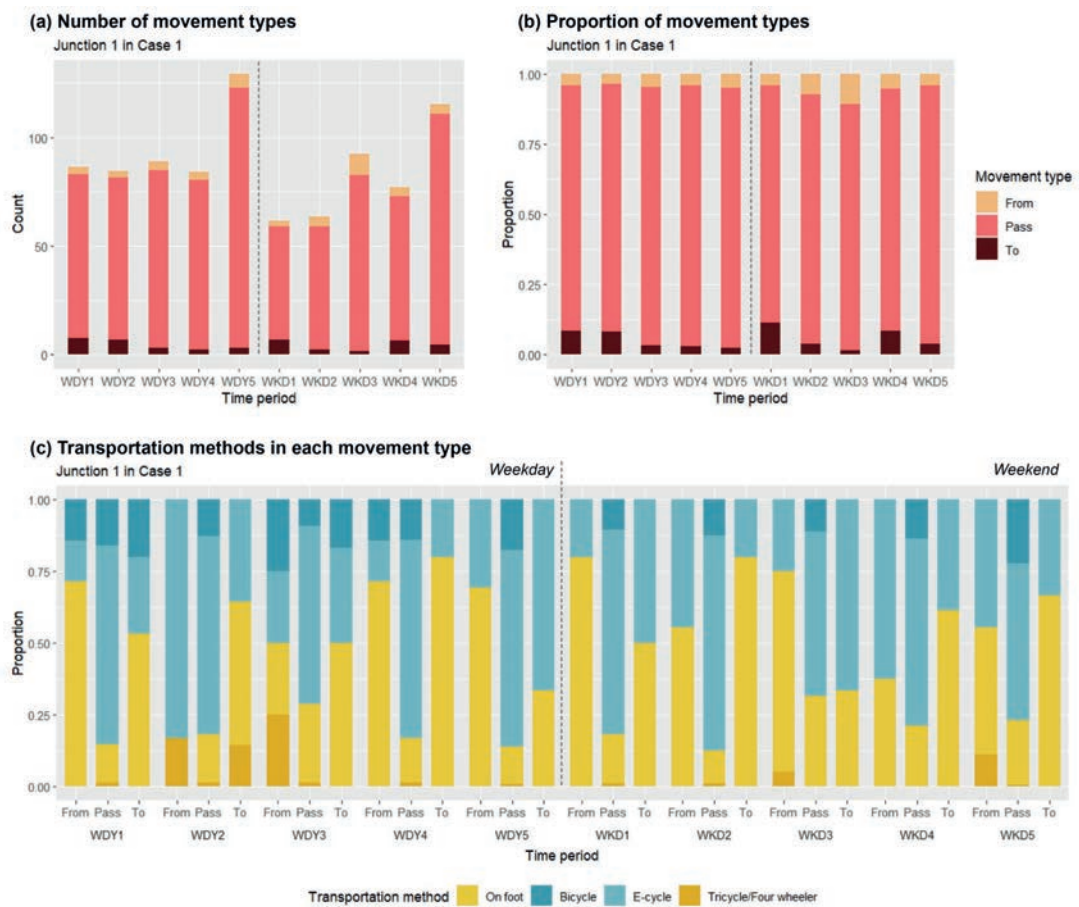 (a) Number of movement types
Junction 1 in Case 1
Count
100
50
0
WDY1 WDY2 WDY3 WDY4 WDY5 WKD1 WKD2 WKD3 WKD4 WKD5
Time period
(b) Proportion of movement types
Junction 1 in Case 1
Proportion
1.00
0.75
0.50
0.25
0.00
WDY1 WDY2 WDY3 WDY4 WDY5 WKD1 WKD2 WKD3 WKD4 WKD5
Time period
Movement type
From
Pass
To
(c) Transportation methods in each movement type
Junction 1 in Case 1
Weekday
Weekend
Proportion
1.00
0.75
0.50
0.25
0.00
From Pass To From Pass To From Pass To From Pass To From Pass To From Pass To From Pass To From Pass To From Pass To From Pass To
WDY1 WDY2 WDY3 WDY4 WDY5 WKD1 WKD2 WKD3 WKD4 WKD5
Time period
Transportation method On foot Bicycle E-cycle Tricycle/Four wheeler